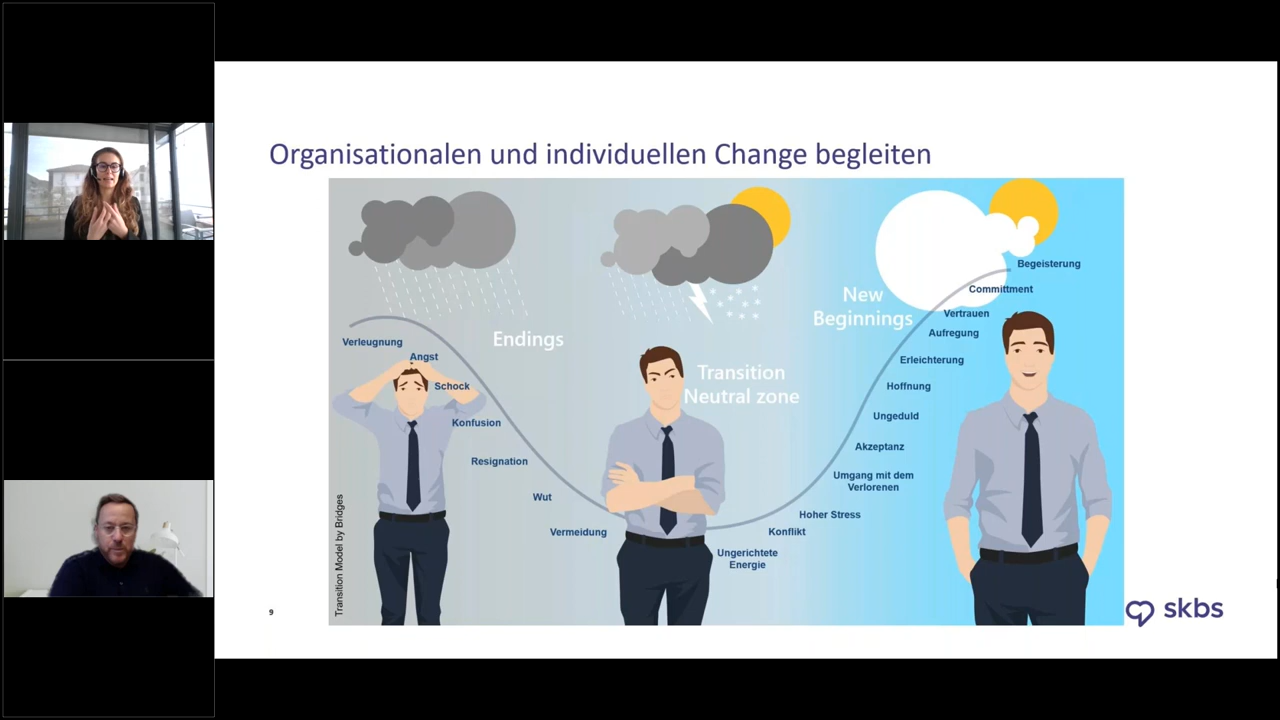 Organisationalen und individuellen Change begleiten
Endings
Transition
Neutral zone
New
Beginnings
Verleugnung
Angst
Schock
Konfusion
Resignation
Wut
Vermeidung
Ungerichtete
Energie
Konflikt
Hoher Stress
Umgang mit dem
Verlorenen
Akzeptanz
Ungeduld
Hoffnung
Erleichterung
Aufregung
Vertrauen
Committment
Begeisterung
Transition Model by Bridges
9
skbs